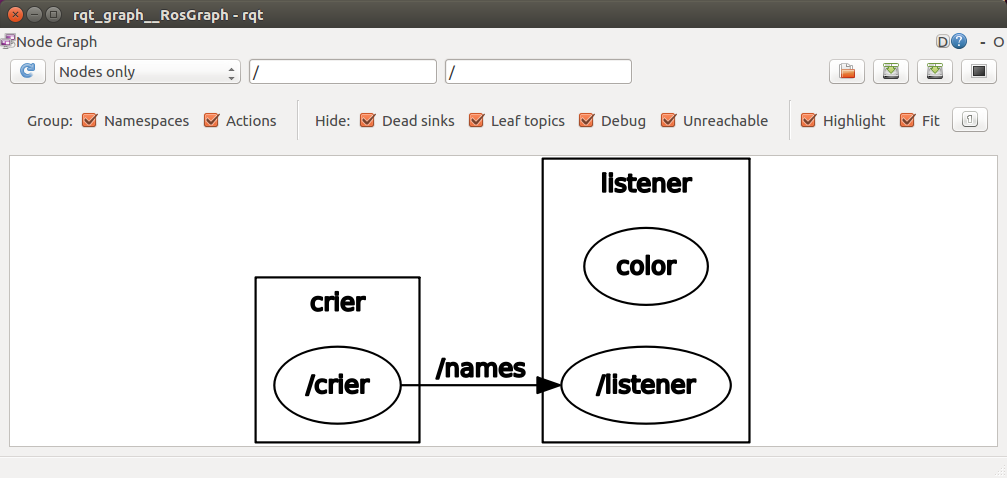 rqt_graph__RosGraph - rqt
Node Graph
D ? - O
Nodes only / /
Group: Namespaces Actions Hide: Dead sinks Leaf topics Debug Unreachable Highlight Fit
listener
color
crier
/crier
/names
/listener